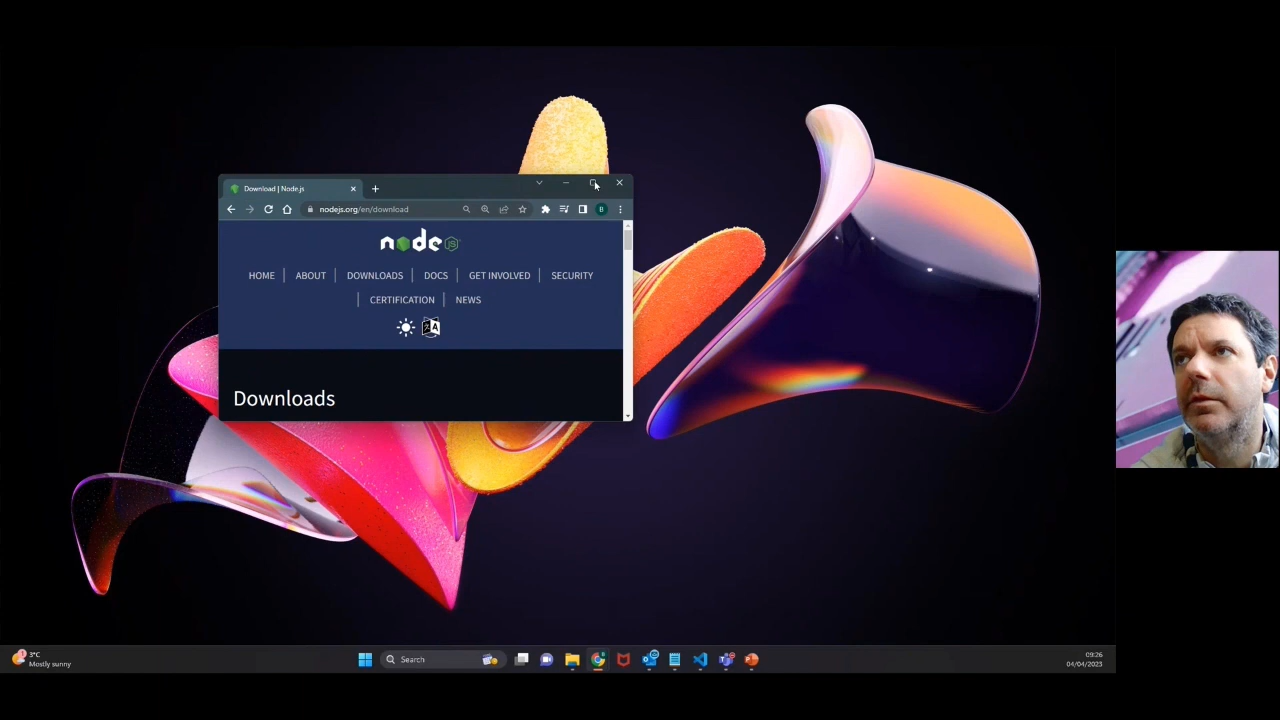 Download | Node.js
nodejs.org/en/download
node JS
HOME ABOUT DOWNLOADS DOCS GET INVOLVED SECURITY
CERTIFICATION NEWS
Downloads
3°C
Mostly sunny
Search
09:26
04/04/2023